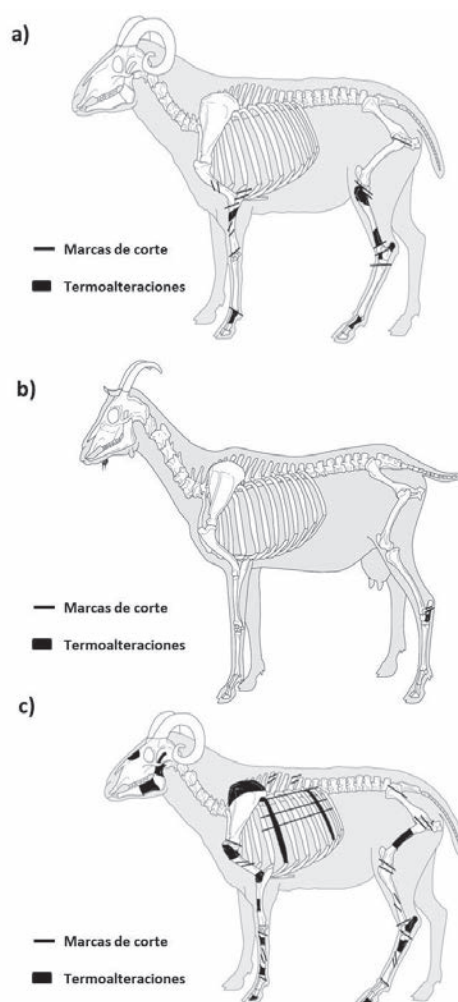 a)
Marcas de corte
Termoalteraciones
b)
Marcas de corte
Termoalteraciones
c)
Marcas de corte
Termoalteraciones